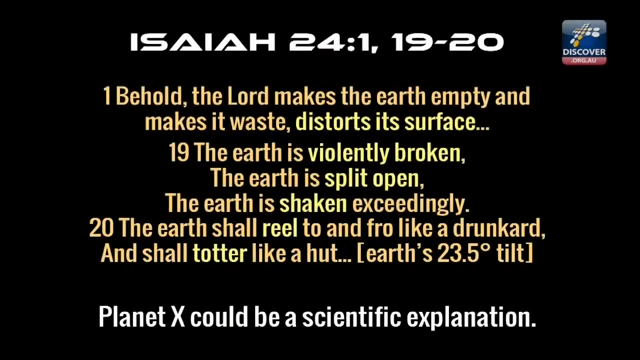 ISAIAH 24:1, 19-20
DISCOVER
.ORG.AU
1 Behold, the Lord makes the earth empty and
makes it waste, distorts its surface...
19 The earth is violently broken,
The earth is split open,
The earth is shaken exceedingly.
20 The earth shall reel to and fro like a drunkard,
And shall totter like a hut... [earth's 23.5° tilt]
Planet X could be a scientific explanation.